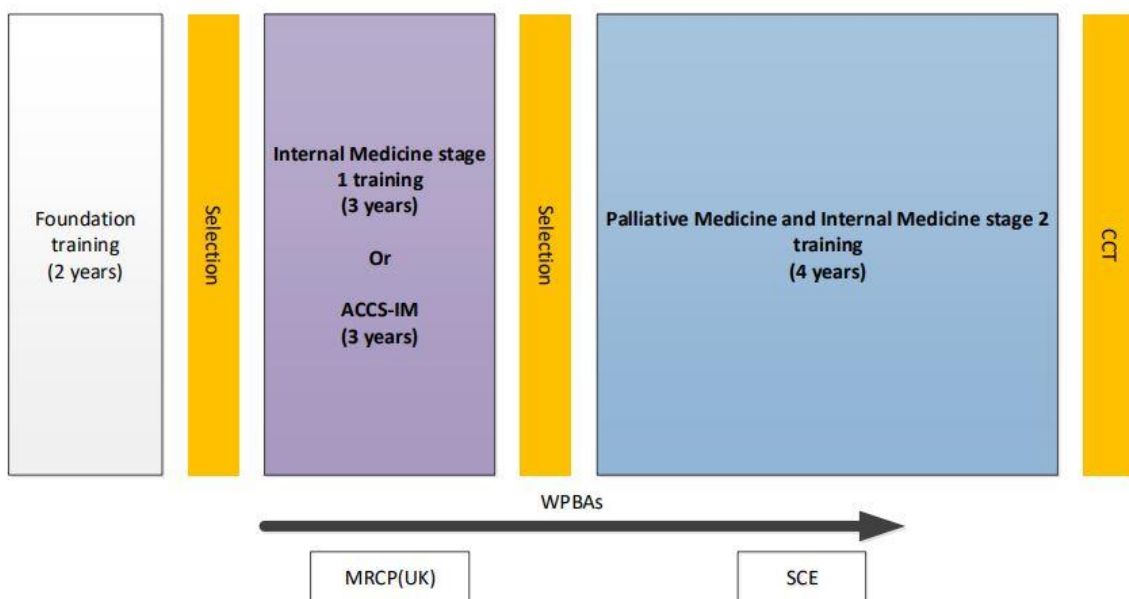 Foundation
training
(2 years)
Selection
Internal Medicine stage
1 training
(3 years)
Or
ACCS-IM
(3 years)
Selection
Palliative Medicine and Internal Medicine stage 2
training
(4 years)
CCT
WPBAs
MRCP(UK)
SCE